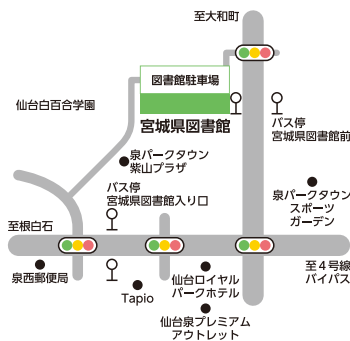 至大和町
図書館駐車場
仙台白百合学園
宮城県図書館
バス停
宮城県図書館前
泉パークタウン
紫山プラザ
バス停
宮城県図書館入り口
泉パークタウン
スポーツ
ガーデン
至根白石
泉西郵便局
Tapio
仙台ロイヤル
パークホテル
至４号線
バイパス
仙台泉プレミアム
アウトレット